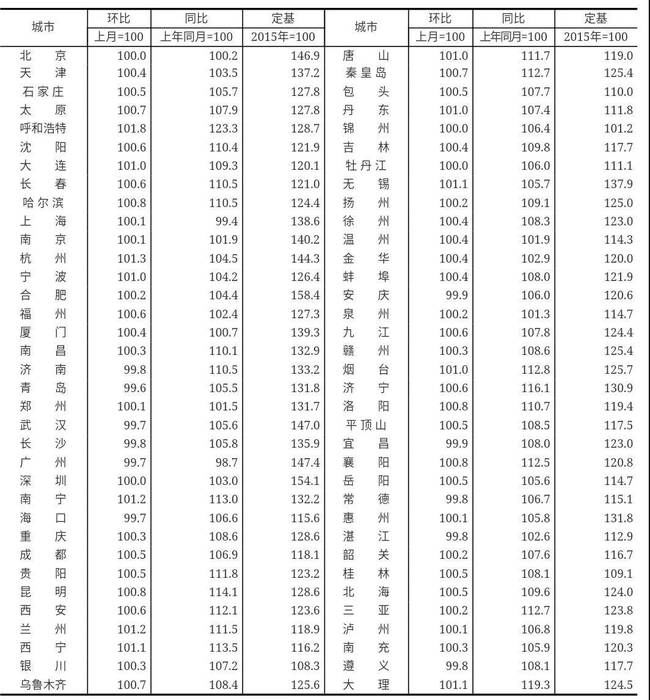 城市 环比 同比 定基 城市 环比 同比 定基
上月=100 上年同月=100 2015年=100 上月=100 上年同月=100 2015年=100
北京 100.0 100.2 146.9 唐山 101.0 111.7 119.0
天津 100.4 103.5 137.2 秦皇岛 100.7 112.7 125.4
石家庄 100.5 105.7 127.8 包头 100.5 107.7 110.0
太原 100.7 107.9 127.8 丹东 101.0 107.4 111.8
呼和浩特 101.8 123.3 128.7 锦州 100.0 106.4 101.2
沈阳 100.6 110.4 121.9 吉林 100.4 109.8 117.7
大连 101.0 109.3 120.1 牡丹江 100.0 106.0 111.1
长春 100.6 110.5 121.0 无锡 101.1 105.7 137.9
哈尔滨 100.8 110.5 124.4 扬州 100.2 109.1 125.0
上海 100.1 99.4 138.6 徐州 100.4 108.3 123.0
南京 100.1 101.9 140.2 温州 100.4 101.9 114.3
杭州 101.3 104.5 144.3 金华 100.4 102.9 120.0
宁波 101.0 104.2 126.4 蚌埠 100.4 108.0 121.9
合肥 100.2 104.4 158.4 安庆 99.9 106.0 120.6
福州 100.6 102.4 127.3 泉州 100.2 101.3 114.7
厦门 100.4 100.7 139.3 九江 100.6 107.8 124.4
南昌 100.3 110.1 132.9 赣州 100.3 108.6 125.4
济南 99.8 110.5 133.2 烟台 101.0 112.8 125.7
青岛 99.6 105.5 131.8 济宁 100.6 116.1 130.9
郑州 100.1 101.5 131.7 洛阳 100.8 110.7 119.4
武汉 99.7 105.6 147.0 平顶山 100.5 108.5 117.5
长沙 99.8 105.8 135.9 宜昌 99.9 108.0 123.0
广州 99.7 98.7 147.4 襄阳 100.8 112.5 120.8
深圳 100.0 103.0 154.1 岳阳 100.5 105.6 114.7
南宁 101.2 113.0 132.2 常德 99.8 106.7 115.1
海口 99.7 106.6 115.6 惠州 100.1 105.8 131.8
重庆 100.3 108.6 128.6 湛江 99.8 102.6 112.9
成都 100.5 106.9 118.1 韶关 100.2 107.6 116.7
贵阳 100.5 111.8 123.2 桂林 100.5 108.1 109.1
昆明 100.8 114.1 128.6 北海 100.5 109.6 124.0
西安 100.6 112.1 123.6 三亚 100.2 112.7 123.8
兰州 101.2 111.5 118.9 泸州 100.1 106.8 119.8
西宁 101.1 113.5 116.2 南充 100.3 105.9 120.3
银川 100.3 107.2 108.3 遵义 99.8 108.1 117.7
乌鲁木齐 100.7 108.4 125.6 大理 101.1 119.3 124.5